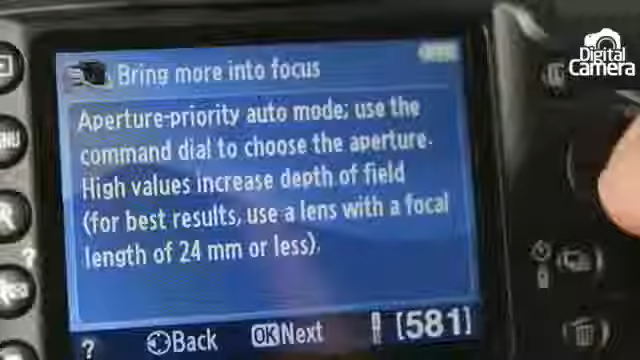 Digital
Camera
Bring more into focus
Aperture-priority auto mode; use the
command dial to choose the aperture.
High values increase depth of field
(for best results, use a lens with a focal
length of 24 mm or less).
MENU
?
?
Back
OK Next
[581]